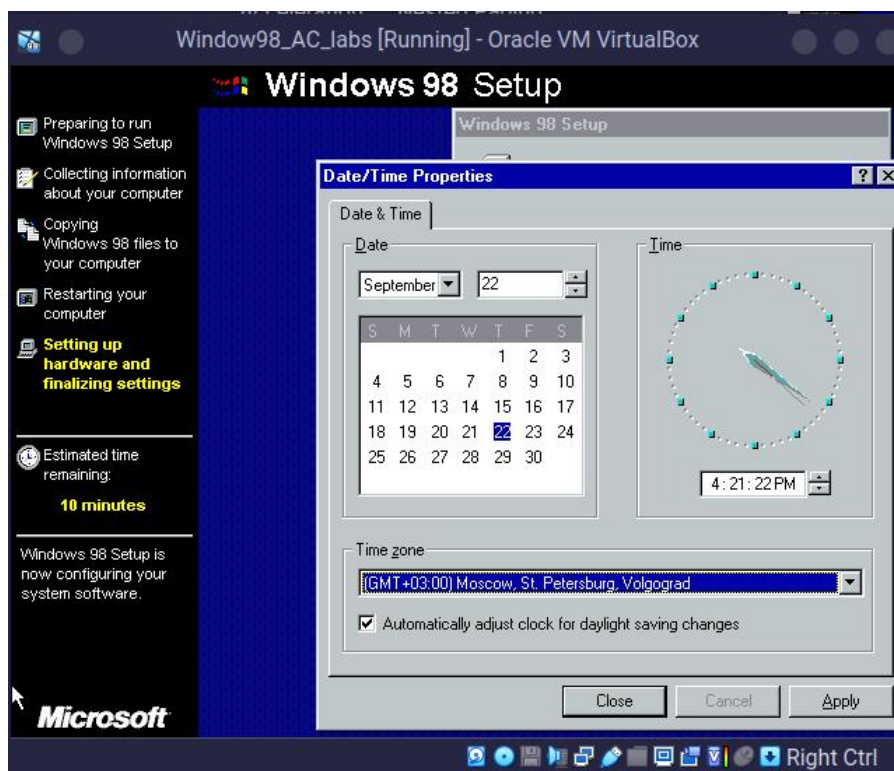 Window98_AC_labs [Running] - Oracle VM VirtualBox
Windows 98 Setup
Preparing to run
Windows 98 Setup
Collecting information
about your computer
Copying
Windows 98 files to
your computer
Restarting your
computer
Setting up
hardware and
finalizing settings
Estimated time
remaining:
10 minutes
Windows 98 Setup is
now configuring your
system software.
Microsoft
Windows 98 Setup
Date/Time Properties
Date & Time
Date
September 22
S M T W T F S
1 2 3
4 5 6 7 8 9 10
11 12 13 14 15 16 17
18 19 20 21 22 23 24
25 26 27 28 29 30
Time
4:21:22 PM
Time zone
(GMT+03:00) Moscow, St. Petersburg, Volgograd
Automatically adjust clock for daylight saving changes
Close Cancel Apply
Right Ctrl